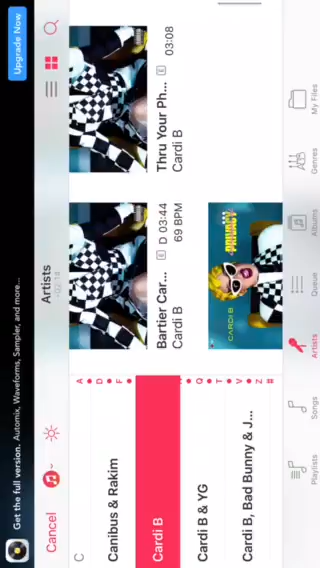 Get the full version. Automix, Waveforms, Sampler, and more...
Upgrade Now
Cancel
Artists
C
Canibus & Rakim
Cardi B
Cardi B & YG
Cardi B, Bad Bunny & J...
A
D
F
Q
T
V
Z
#
E D 03:44
69 BPM
Bartier Car...
Cardi B
E 03:08
Thru Your Ph...
Cardi B
CARDI B
INVASION OF
PRIVACY
Playlists
Songs
Artists
Queue
Albums
Genres
My Files